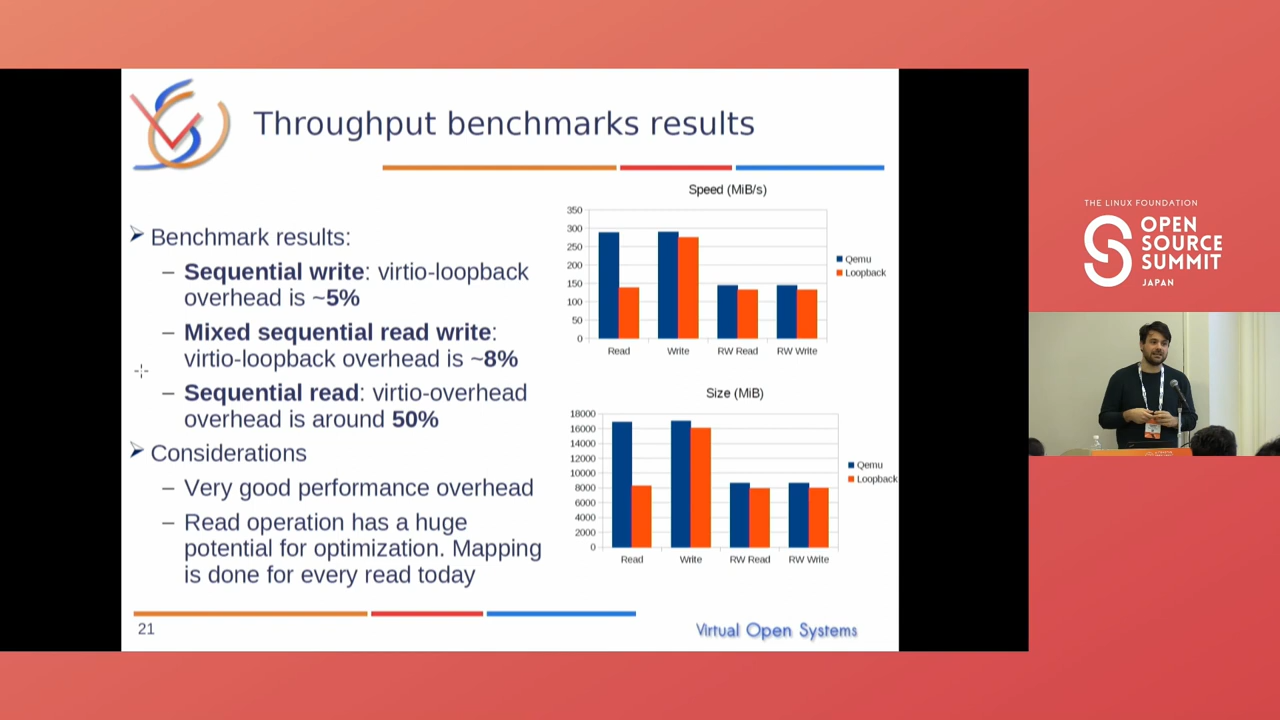 Throughput benchmarks results
Benchmark results:
– Sequential write: virtio-loopback
overhead is ~5%
– Mixed sequential read write:
virtio-loopback overhead is ~8%
– Sequential read: virtio-overhead
overhead is around 50%
Considerations
– Very good performance overhead
– Read operation has a huge
potential for optimization. Mapping
is done for every read today
Speed (MiB/s)
350
300
250
200
150
100
50
0
Read Write RW Read RW Write
Qemu
Loopback
Size (MiB)
18000
16000
14000
12000
10000
8000
6000
4000
2000
0
Read Write RW Read RW Write
Qemu
Loopback
21
Virtual Open Systems
THE LINUX FOUNDATION
OPEN
SOURCE
SUMMIT
JAPAN